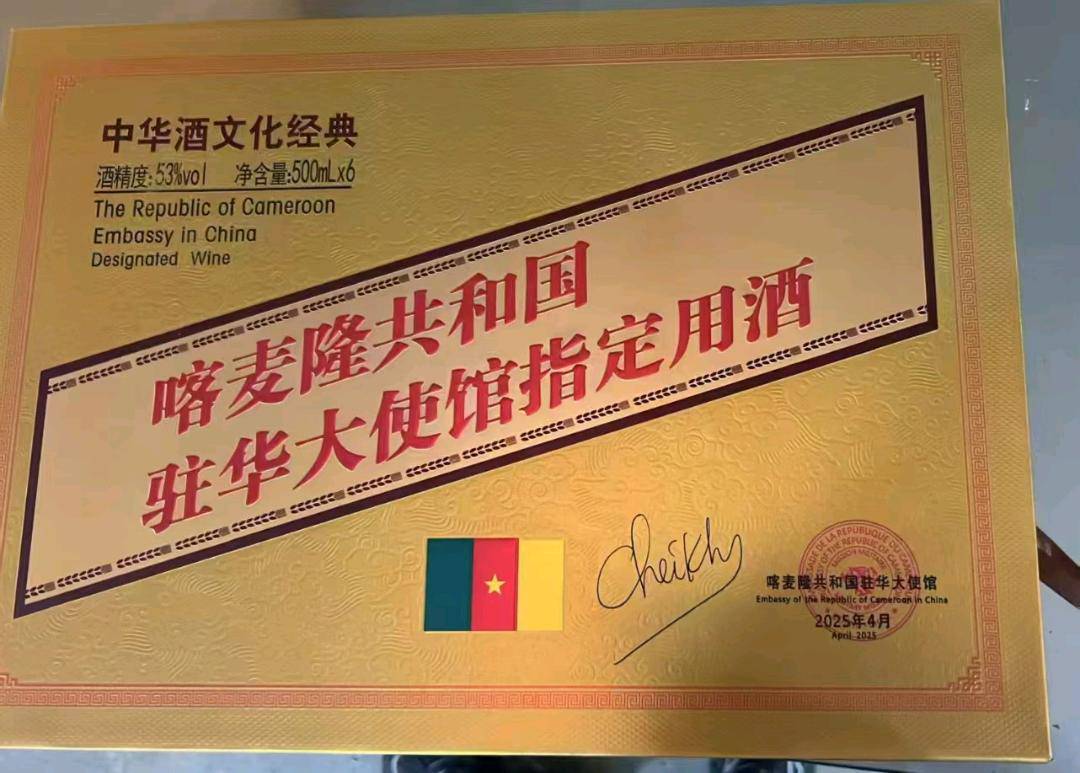 中华酒文化经典
酒精度:53%vol 净含量:500mLx6
The Republic of Cameroon
Embassy in China
Designated Wine
喀麦隆共和国
驻华大使馆指定用酒
Cheikhy
喀麦隆共和国驻华大使馆
Embassy of the Republic of Cameroon in China
2025年4月
April 2025